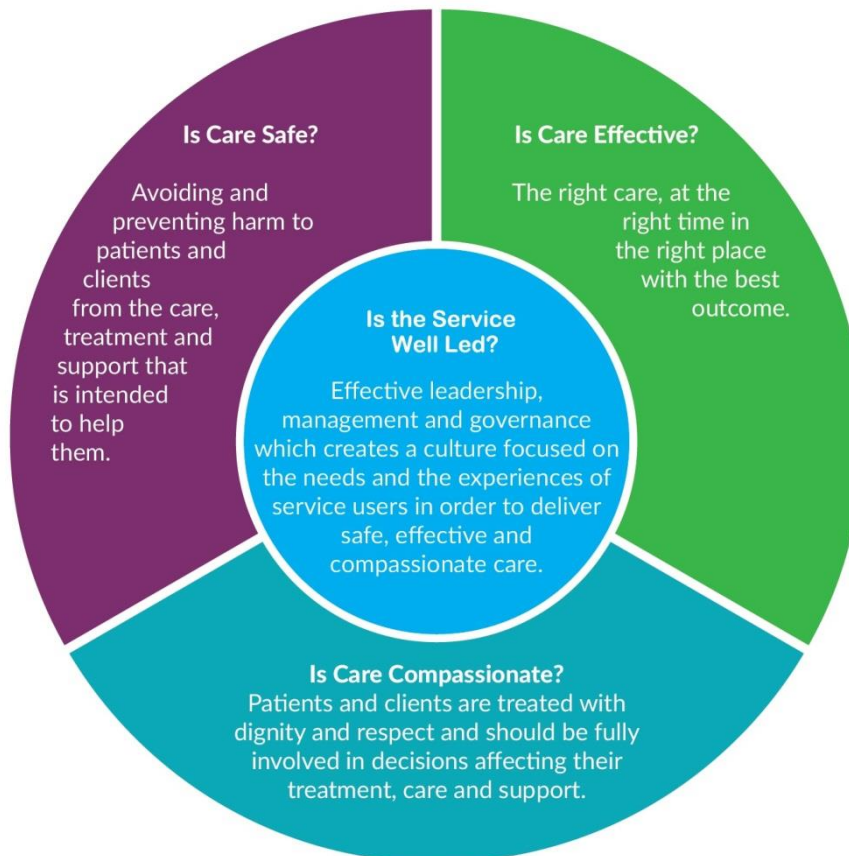 Is Care Safe?
Avoiding and
preventing harm to
patients and
clients
from the care,
treatment and
support that
is intended
to help
them.
Is Care Effective?
The right care, at the
right time in
the right place
with the best
outcome.
Is the Service
Well Led?
Effective leadership,
management and governance
which creates a culture focused on
the needs and the experiences of
service users in order to deliver
safe, effective and
compassionate care.
Is Care Compassionate?
Patients and clients are treated with
dignity and respect and should be fully
involved in decisions affecting their
treatment, care and support.